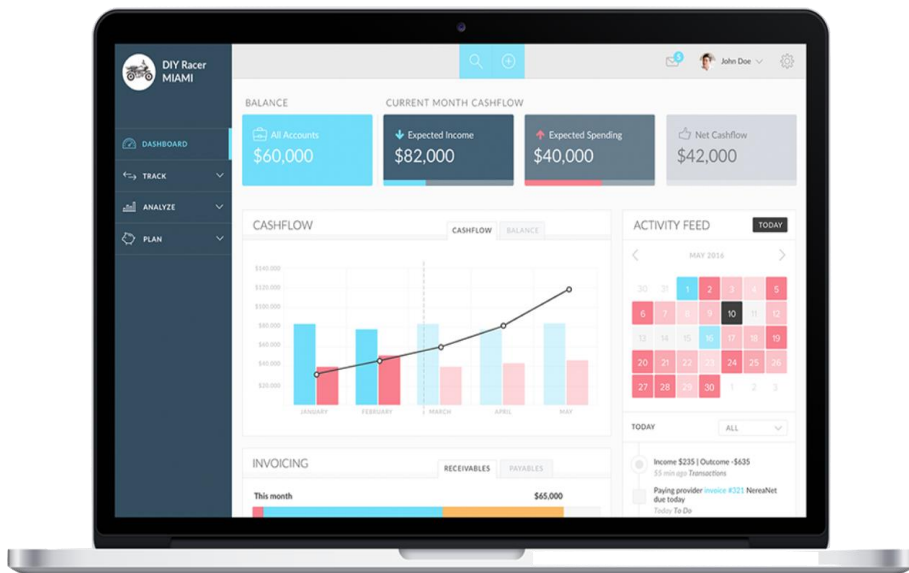 DIY Racer
MIAMI
5
John Doe
DASHBOARD
TRACK
ANALYZE
PLAN
BALANCE
CURRENT MONTH CASHFLOW
All Accounts
$60,000
Expected Income
$82,000
Expected Spending
$40,000
Net Cashflow
$42,000
CASHFLOW
CASHFLOW
BALANCE
$140.000
$120.000
$100.000
$80.000
$60.000
$40.000
$20.000
JANUARY
FEBRUARY
MARCH
APRIL
MAY
INVOICING
RECEIVABLES
PAYABLES
This month
$65,000
ACTIVITY FEED
TODAY
MAY 2016
30 31 1 2 3 4 5
6 7 8 9 10 11 12
13 14 15 16 17 18 19
20 21 22 23 24 25 26
27 28 29 30 1 2 3
TODAY
ALL
Income $235 | Outcome -$635
55 min ago Transactions
Paying provider invoice #321 NereaNet
due today
Today To Do